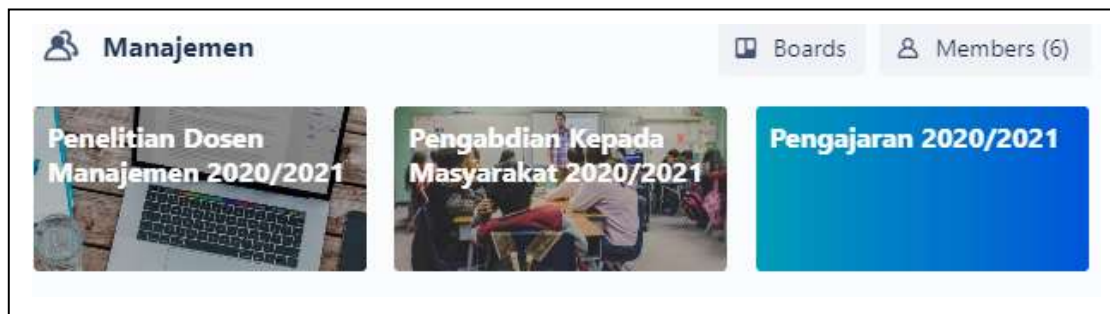 Manajemen
Boards
Members (6)
Penelitian Dosen
Manajemen 2020/2021
Pengabdian Kepada
Masyarakat 2020/2021
Pengajaran 2020/2021